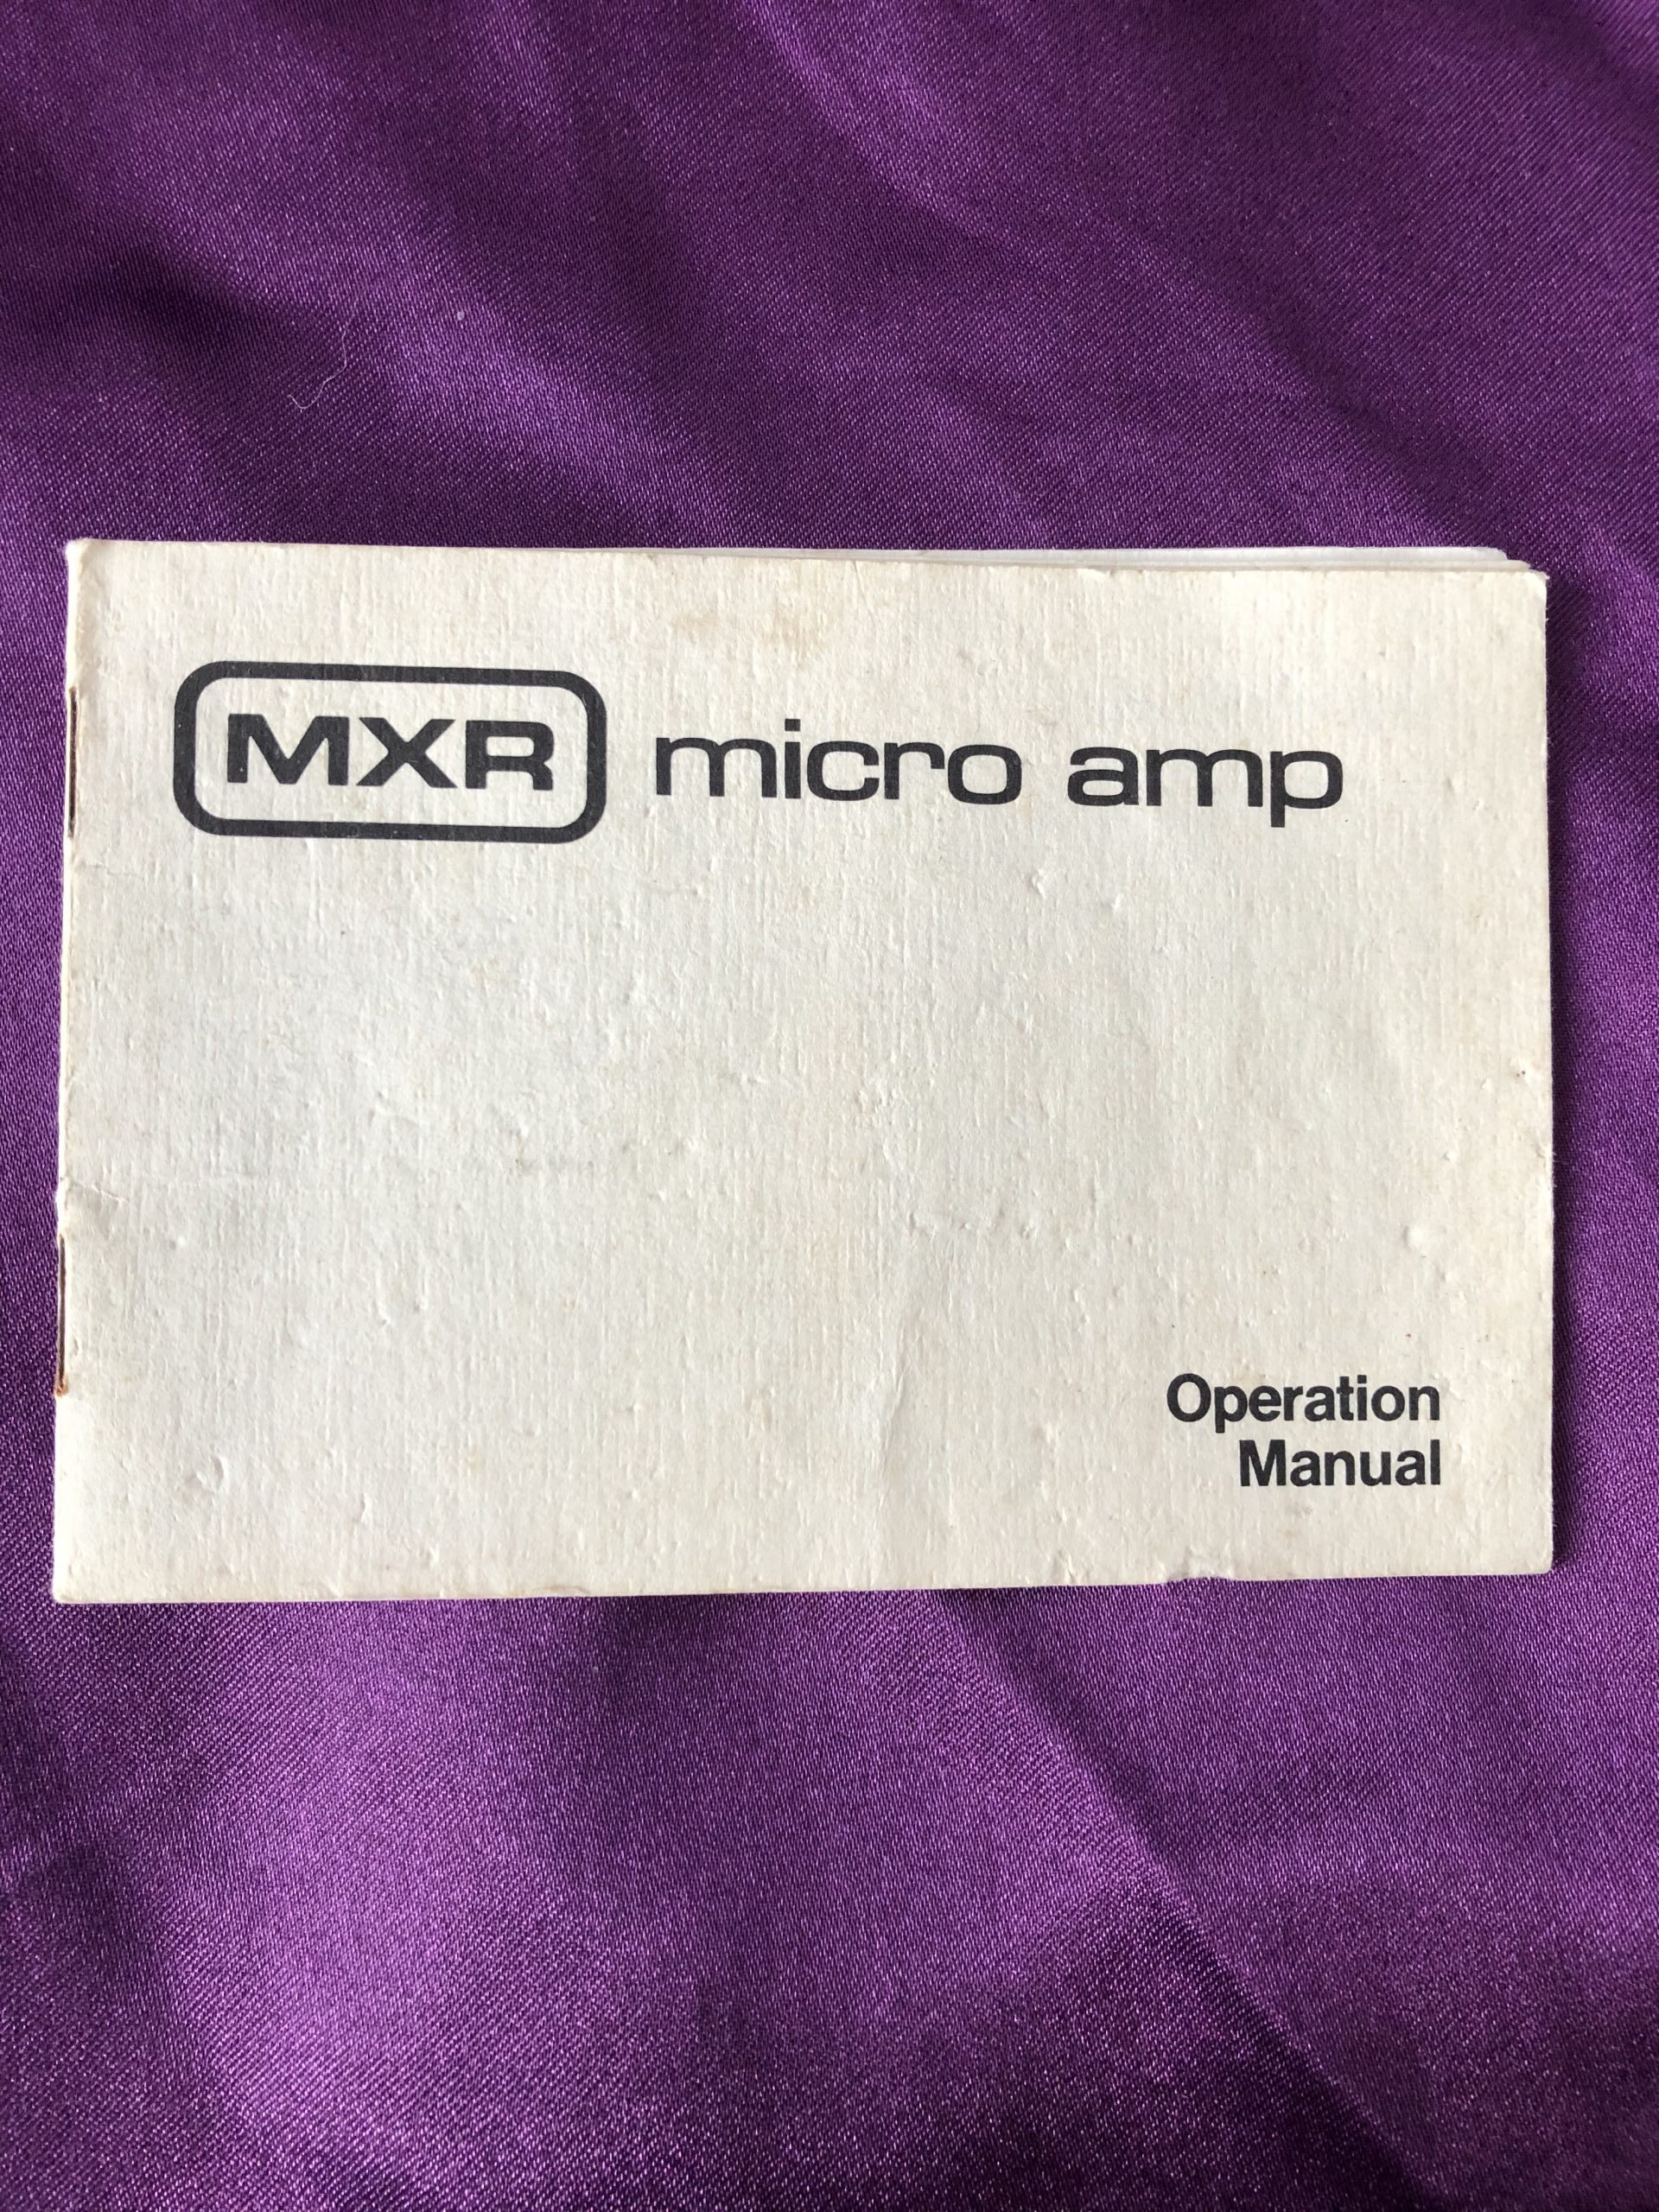 MXR micro amp
Operation
Manual